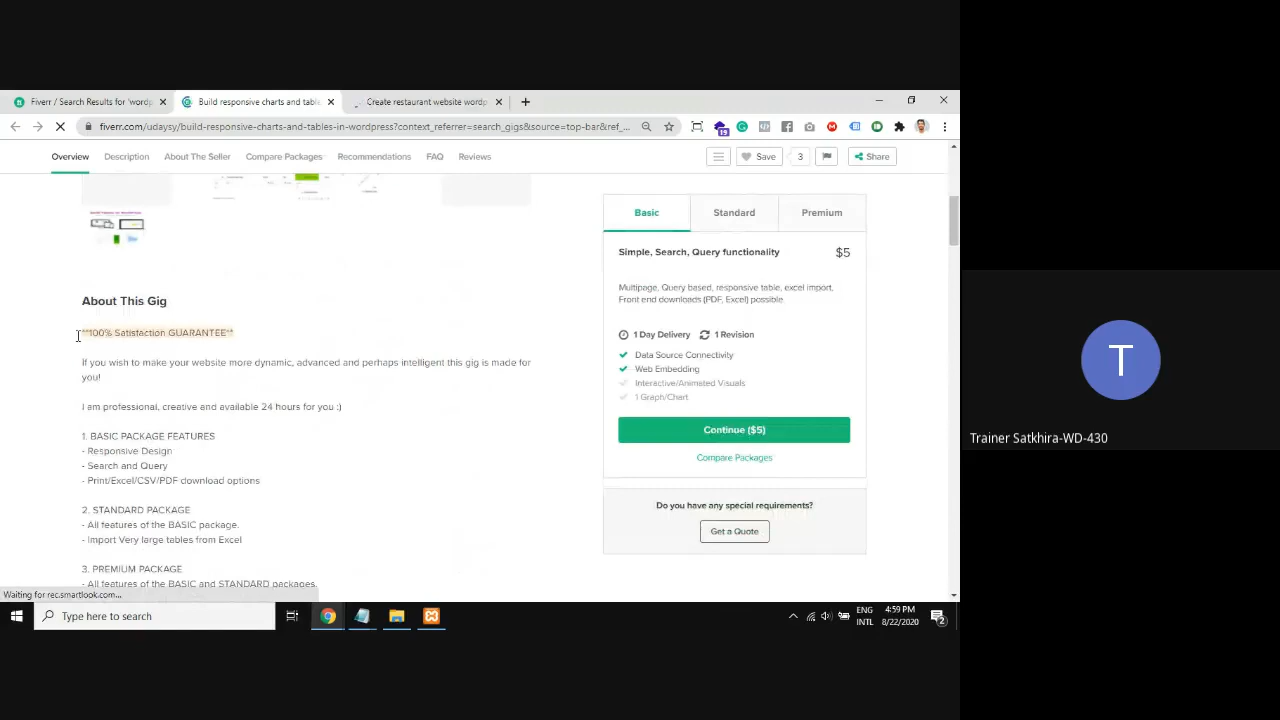 Fiverr / Search Results for 'wordp
Build responsive charts and table
Create restaurant website wordp
fiverr.com/udaysy/build-responsive-charts-and-tables-in-wordpress?context_referrer=search_gigs&source=top-bar&ref_...
19
Overview
Description
About The Seller
Compare Packages
Recommendations
FAQ
Reviews
Save
3
Share
Basic
Standard
Premium
Simple, Search, Query functionality
$5
Multipage, Query based, responsive table, excel import,
Front end downloads (PDF, Excel) possible.
1 Day Delivery
1 Revision
Data Source Connectivity
Web Embedding
Interactive/Animated Visuals
1 Graph/Chart
Continue ($5)
Compare Packages
Do you have any special requirements?
Get a Quote
About This Gig
**100% Satisfaction GUARANTEE**
If you wish to make your website more dynamic, advanced and perhaps intelligent this gig is made for
you!
I am professional, creative and available 24 hours for you :)
1. BASIC PACKAGE FEATURES
- Responsive Design
- Search and Query
- Print/Excel/CSV/PDF download options
2. STANDARD PACKAGE
- All features of the BASIC package.
- Import Very large tables from Excel
3. PREMIUM PACKAGE
- All features of the BASIC and STANDARD packages.
Waiting for rec.smartlook.com...
Type here to search
ENG
INTL
4:59 PM
8/22/2020
2
T
Trainer Satkhira-WD-430